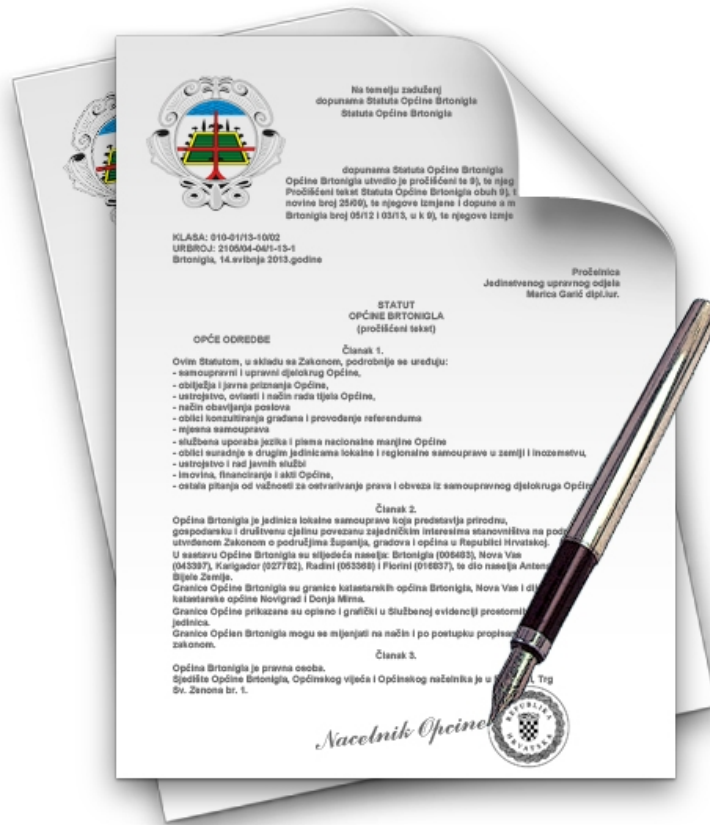 Na temelju zaduženj
dopunama Statuta Općine Brtonigla
Statuta Općine Brtonigla
dopunama Statuta Općine Brtonigla
Općine Brtonigla utvrdio je pročišćeni te 9), te njeg
Pročišćeni tekst Statuta Općine Brtonigla obuh 9), t
novine broj 25/09), te njegove izmjene i dopune a m
Brtonigla broj 05/12 i 03/13, u k 9), te njegove izmje
KLASA: 010-01/13-10/02
URBROJ: 2105/04-04/1-13-1
Brtonigla, 14.svibnja 2013.godine
Pročelnica
Jedinstvenog upravnog odjela
Marica Garić dipl.iur.
STATUT
OPĆINE BRTONIGLA
(pročišćeni tekst)
OPĆE ODREDBE
Članak 1.
Ovim Statutom, u skladu sa Zakonom, podrobnije se uređuju:
- samoupravni i upravni djelokrug Općine,
- obilježja i javna priznanja Općine,
- ustrojstvo, ovlasti i način rada tijela Općine,
- način obavljanja poslova
- oblici konzultiranja građana i provođenje referenduma
- mjesna samouprava
- službena uporaba jezika i pisma nacionalne manjine Općine
- oblici suradnje s drugim jedinicama lokalne i regionalne samouprave u zemlji i inozemstvu,
- ustrojstvo i rad javnih službi
- imovina, financiranje i akti Općine,
- ostala pitanja od važnosti za ostvarivanje prava i obveza iz samoupravnog djelokruga Općin
Članak 2.
Općina Brtonigla je jedinica lokalne samouprave koja predstavlja prirodnu,
gospodarsku i društvenu cjelinu povezanu zajedničkim interesima stanovništva na podr
utvrđenom Zakonom o područjima županija, gradova i općina u Republici Hrvatskoj.
U sastavu Općine Brtonigla su slijedeća naselja: Brtonigla (006483), Nova Vas
(043397), Karigador (027782), Radini (053368) i Fiorini (016837), te dio naselja Antena
Bijele Zemlje.
Granice Općine Brtonigla su granice katastarskih općina Brtonigla, Nova Vas i dij
katastarske općine Novigrad i Donja Mirna.
Granice Općine prikazane su opisno i grafički u Službenoj evidenciji prostornih
jedinica.
Granice Općien Brtonigla mogu se mijenjati na način i po postupku propisan
zakonom.
Članak 3.
Općina Brtonigla je pravna osoba.
Sjedište Općine Brtonigla, Općinskog vijeća i Općinskog načelnika je u Trg
Sv. Zenona br. 1.
Nacelnik Opcine
REPUBLIKA
HRVATSKA